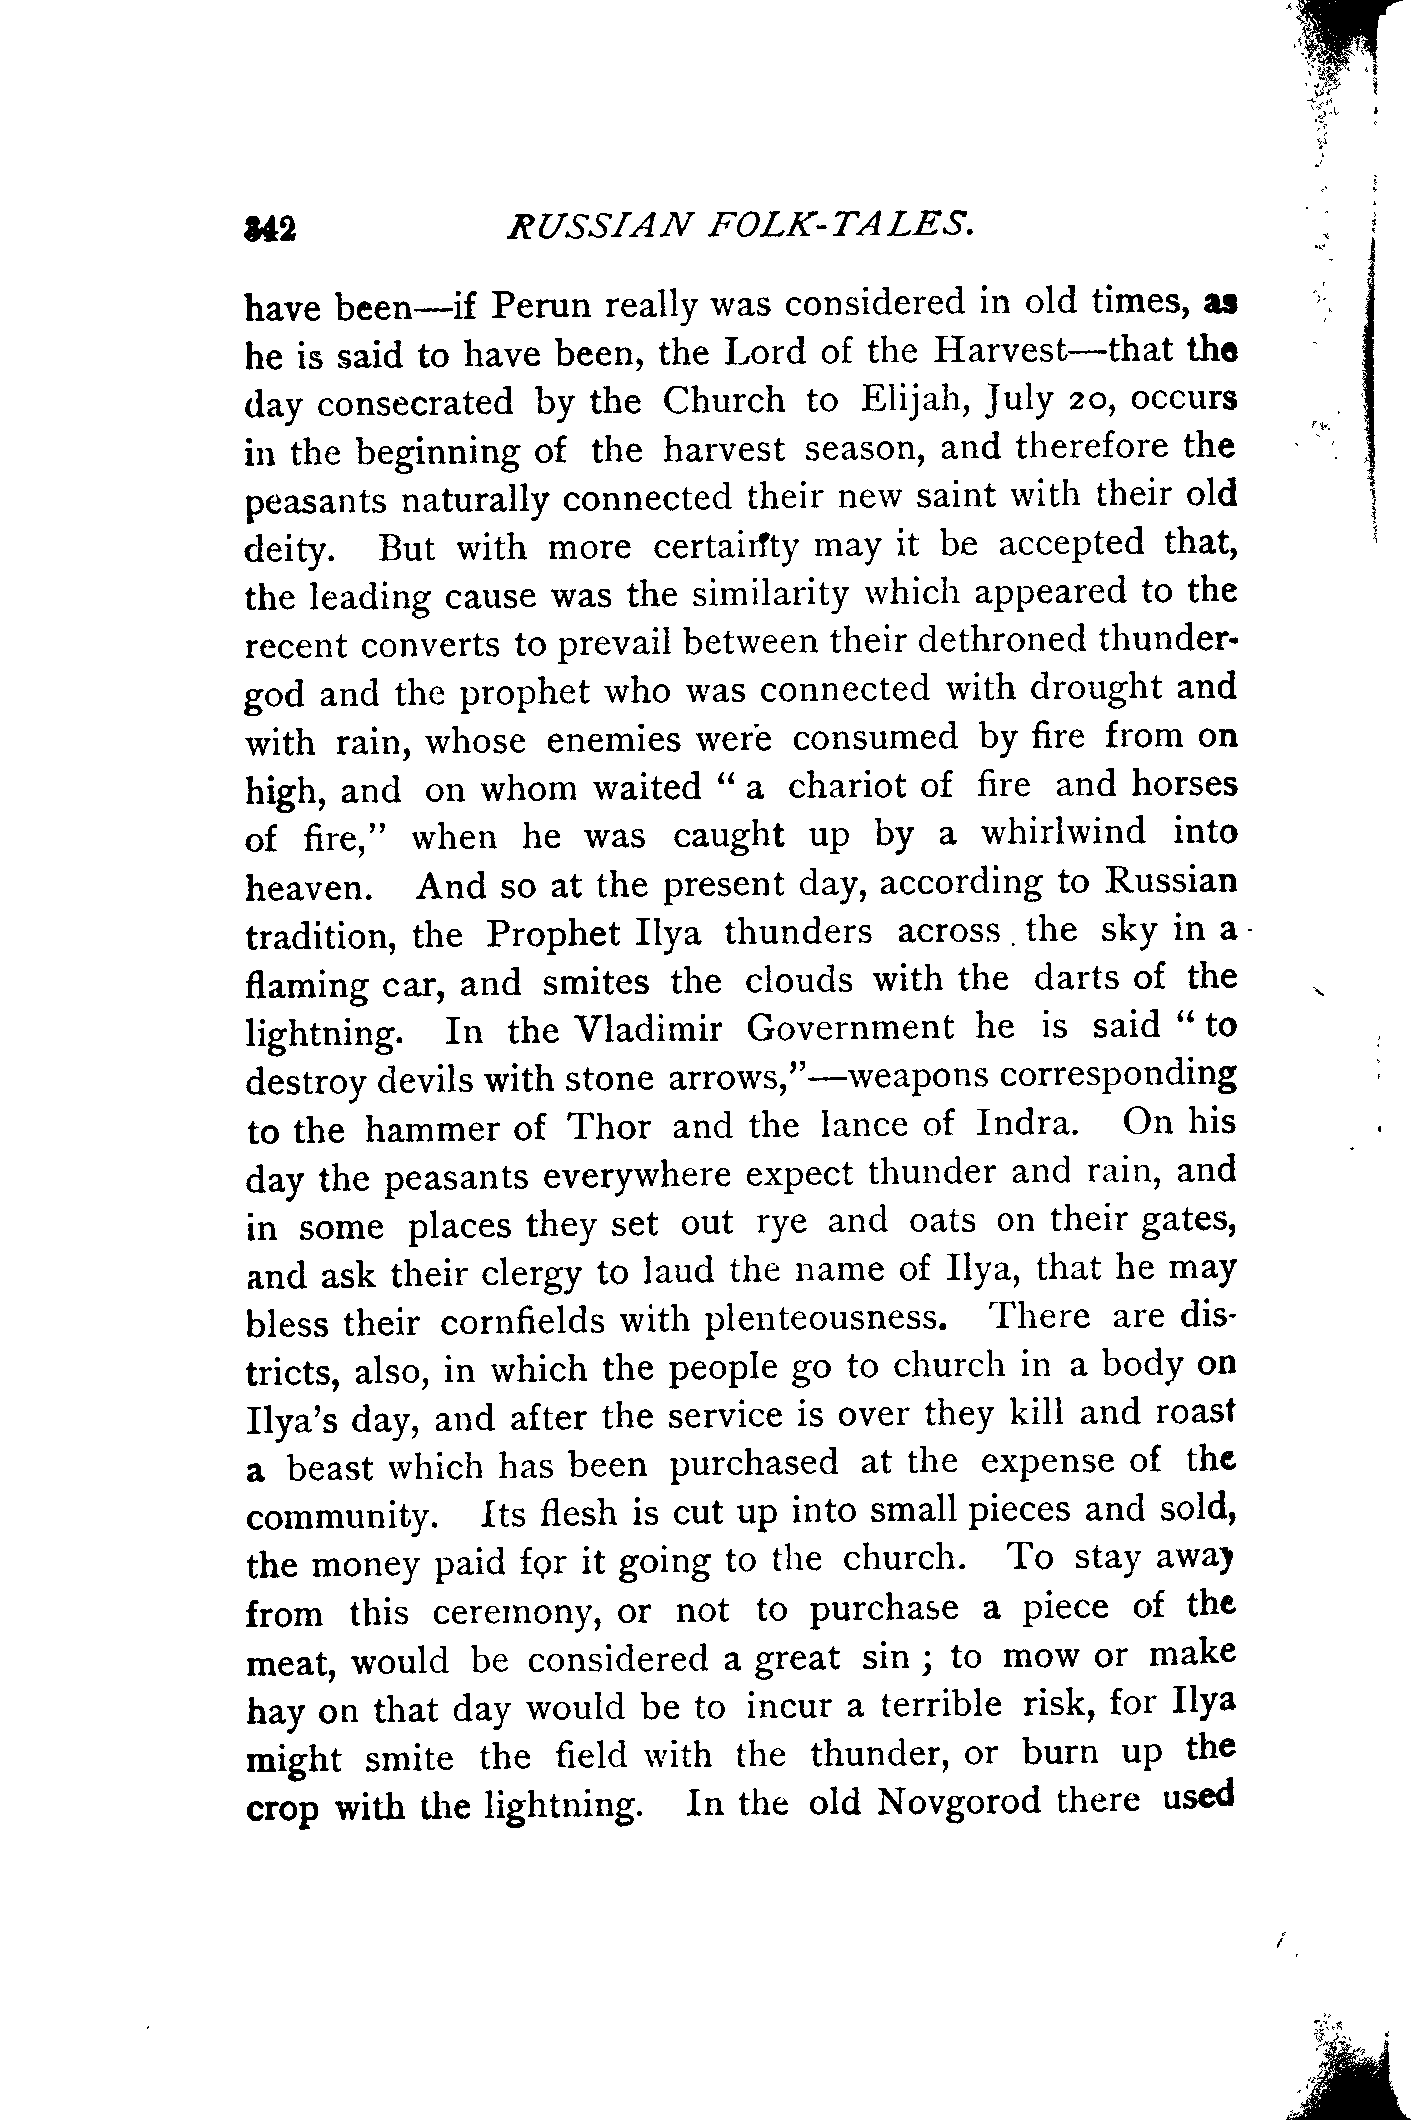 342 RUSSIAN FOLK-TALES.
have been—if Perun really was considered in old times, as
he is said to have been, the Lord of the Harvest—that the
day consecrated by the Church to Elijah, July 20, occurs
in the beginning of the harvest season, and therefore the
peasants naturally connected their new saint with their old
deity. But with more certainty may it be accepted that,
the leading cause was the similarity which appeared to the
recent converts to prevail between their dethroned thunder-
god and the prophet who was connected with drought and
with rain, whose enemies were consumed by fire from on
high, and on whom waited “ a chariot of fire and horses
of fire,” when he was caught up by a whirlwind into
heaven. And so at the present day, according to Russian
tradition, the Prophet Ilya thunders across the sky in a
flaming car, and smites the clouds with the darts of the
lightning. In the Vladimir Government he is said “ to
destroy devils with stone arrows,”—weapons corresponding
to the hammer of Thor and the lance of Indra. On his
day the peasants everywhere expect thunder and rain, and
in some places they set out rye and oats on their gates,
and ask their clergy to laud the name of Ilya, that he may
bless their cornfields with plenteousness. There are dis-
tricts, also, in which the people go to church in a body on
Ilya’s day, and after the service is over they kill and roast
a beast which has been purchased at the expense of the
community. Its flesh is cut up into small pieces and sold,
the money paid for it going to the church. To stay away
from this ceremony, or not to purchase a piece of the
meat, would be considered a great sin ; to mow or make
hay on that day would be to incur a terrible risk, for Ilya
might smite the field with the thunder, or burn up the
crop with the lightning. In the old Novgorod there used